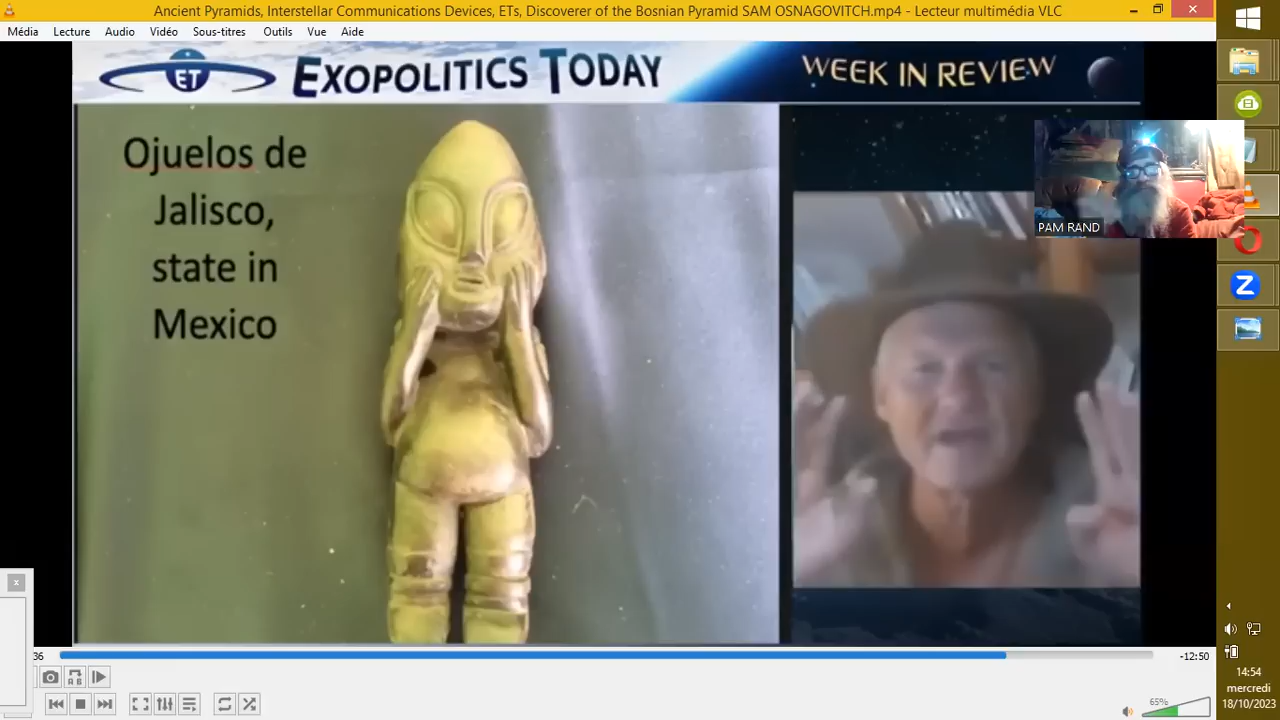 Ancient Pyramids, Interstellar Communications Devices, ETs, Discoverer of the Bosnian Pyramid SAM OSNAGOVITCH.mp4 - Lecteur multimédia VLC
Média Lecture Audio Vidéo Sous-titres Outils Vue Aide
ET EXOPOLITICS TODAY WEEK IN REVIEW
Ojuelos de
Jalisco,
state in
Mexico
PAM RAND
Z
x
36
-12:50
A B
65%
14:54
mercredi
18/10/2023